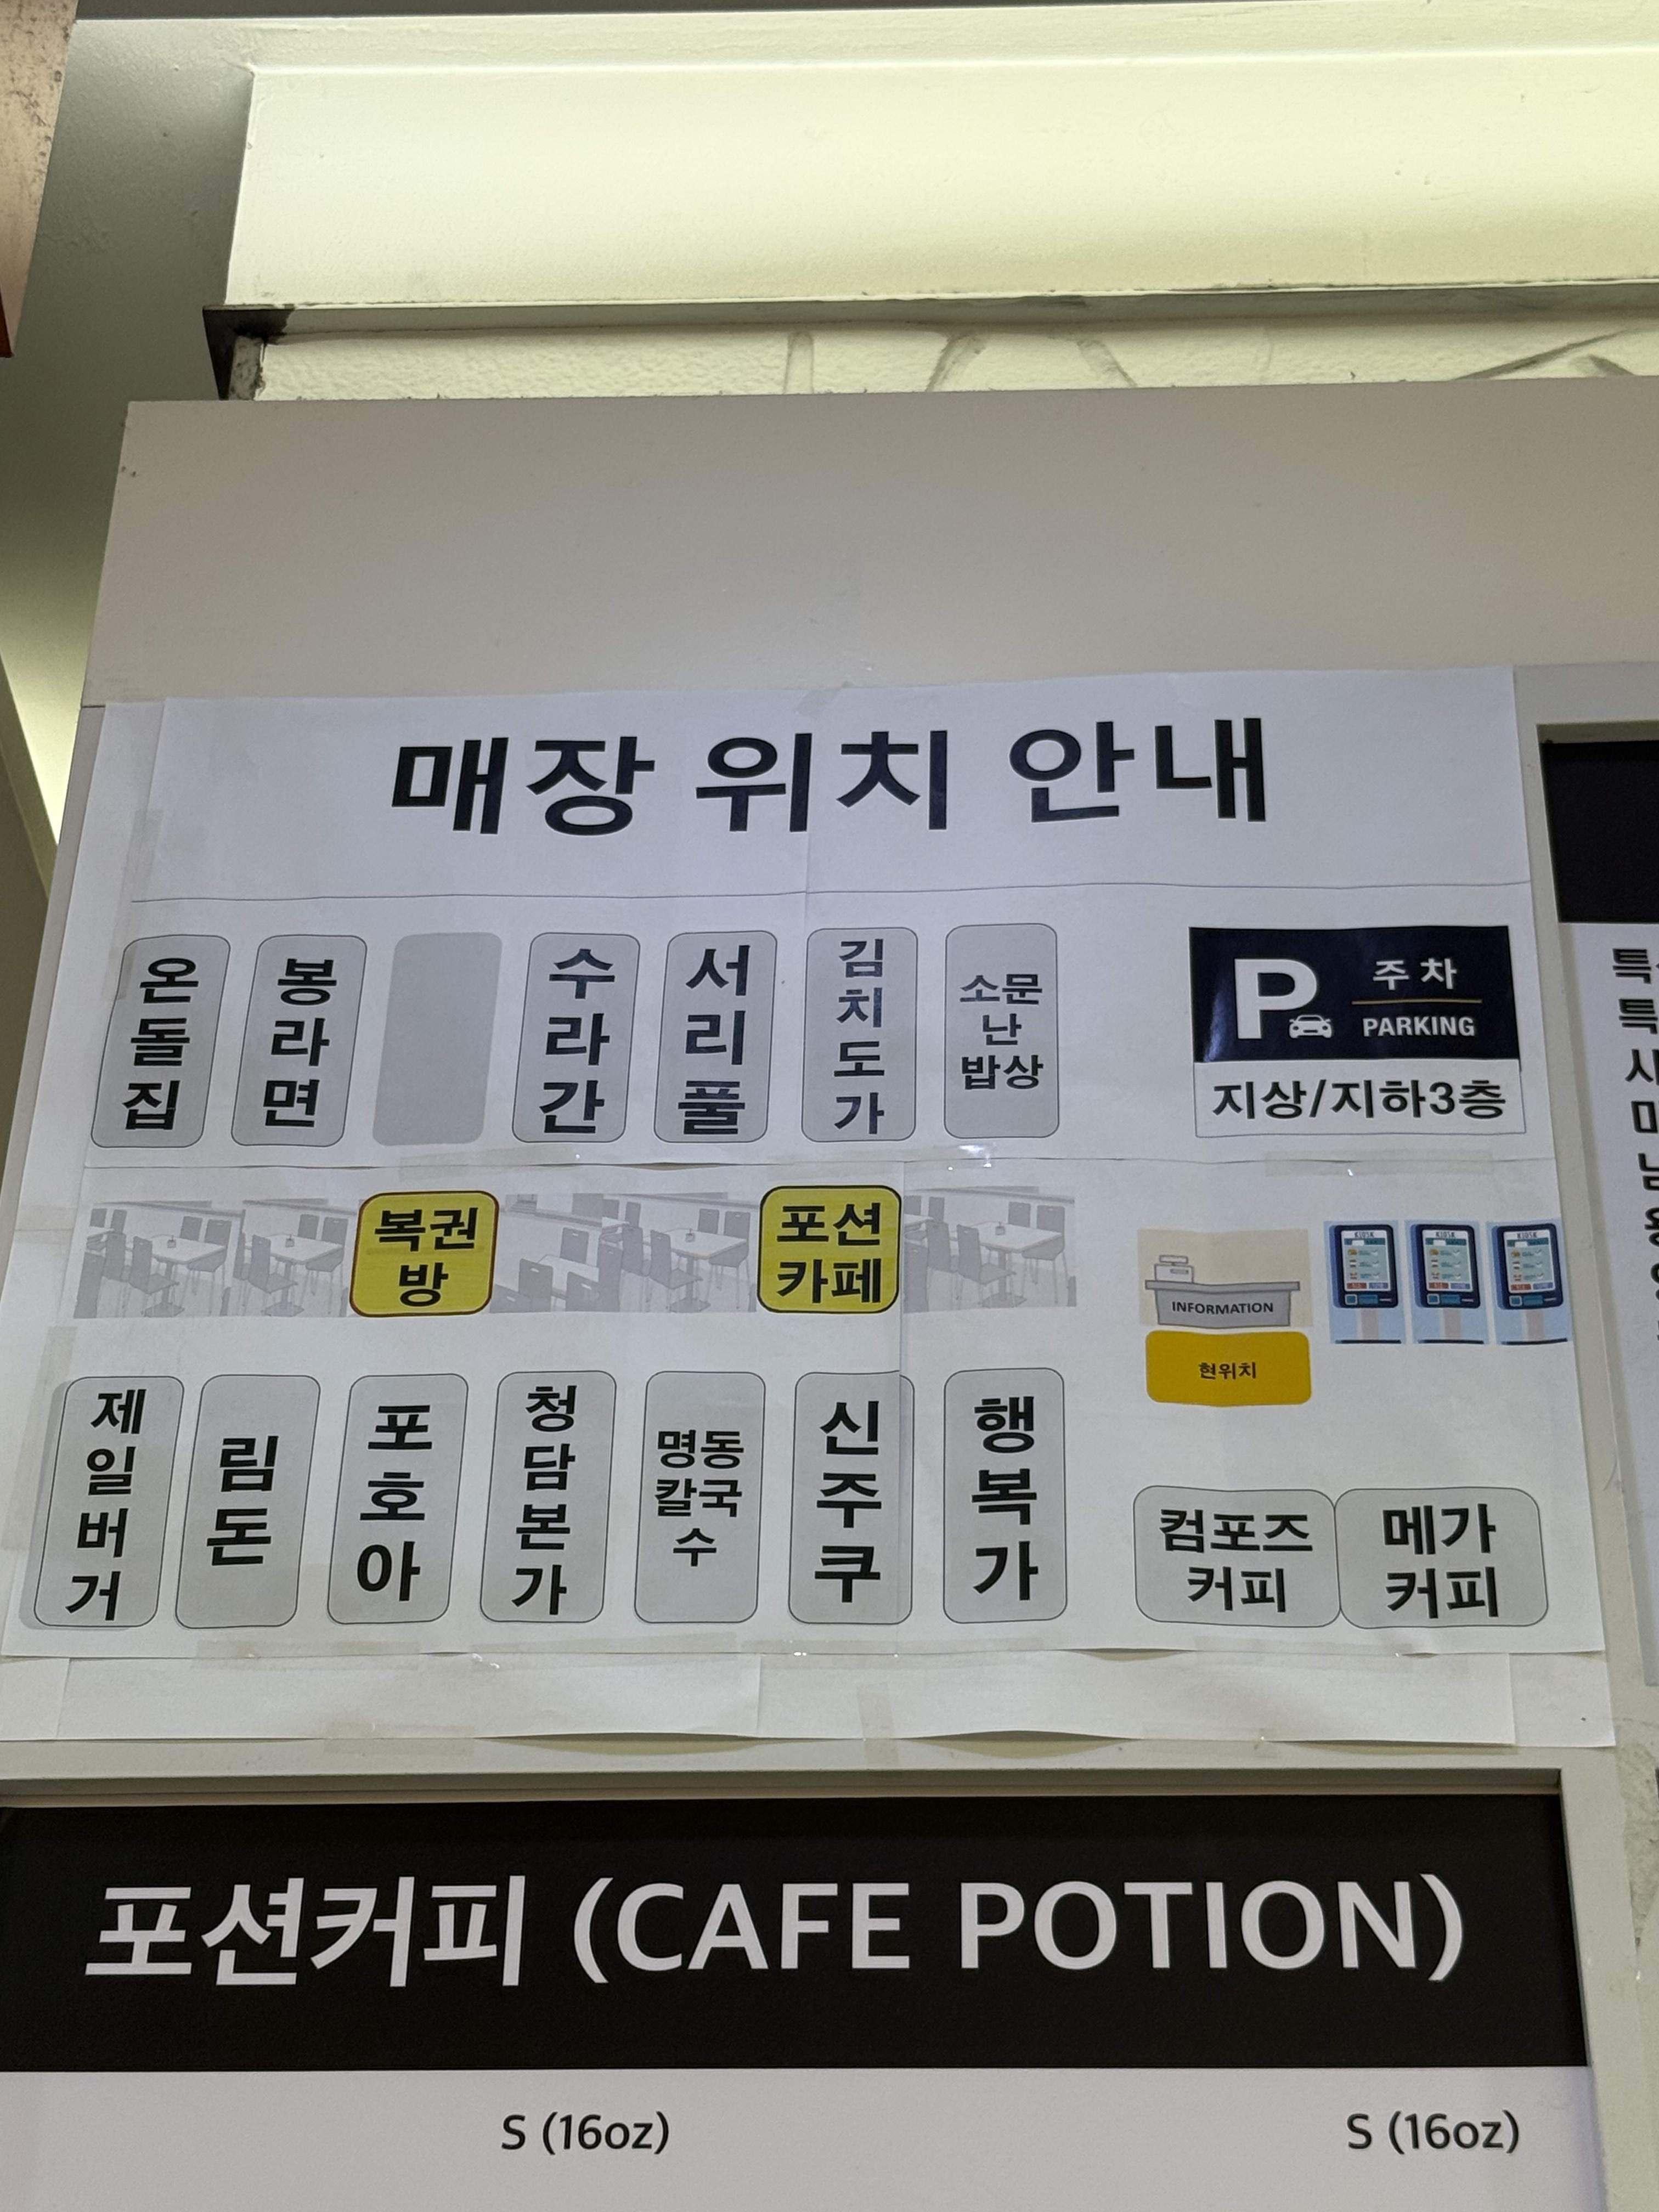 매장 위치 안내
온돌집
봉라면
수라간
서리풀
김치도가
소문
난
밥상
P 주차
PARKING
지상/지하3층
복권
방
포션
카페
INFORMATION
현위치
KIOSK
KIOSK
KIOSK
제일버거
림돈
포호아
청담본가
명동
칼국
수
신주쿠
행복가
컴포즈
커피
메가
커피
포션커피 (CAFE POTION)
S (16oz)
S (16oz)